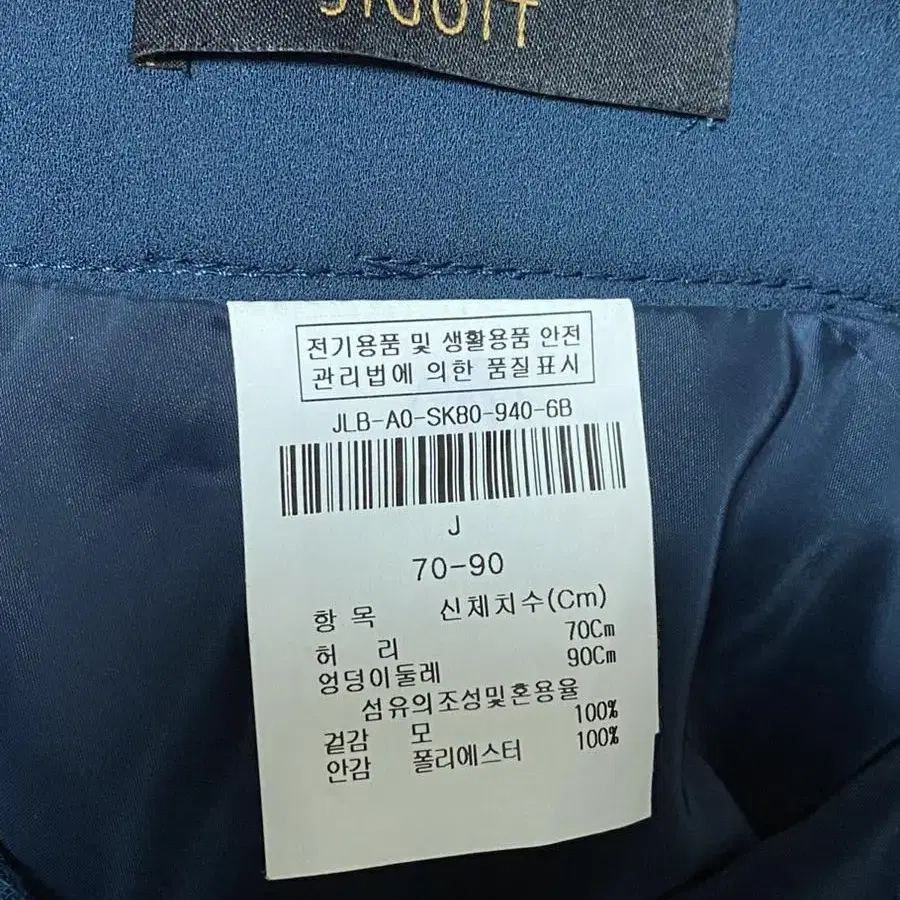 JIGOTT
전기용품 및 생활용품 안전
관리법에 의한 품질표시
JLB-A0-SK80-940-6B
J
70-90
항 목 신체치수(Cm)
허 리 70Cm
엉덩이둘레 90Cm
섬유의조성및혼용율
겉감 모 100%
안감 폴리에스터 100%